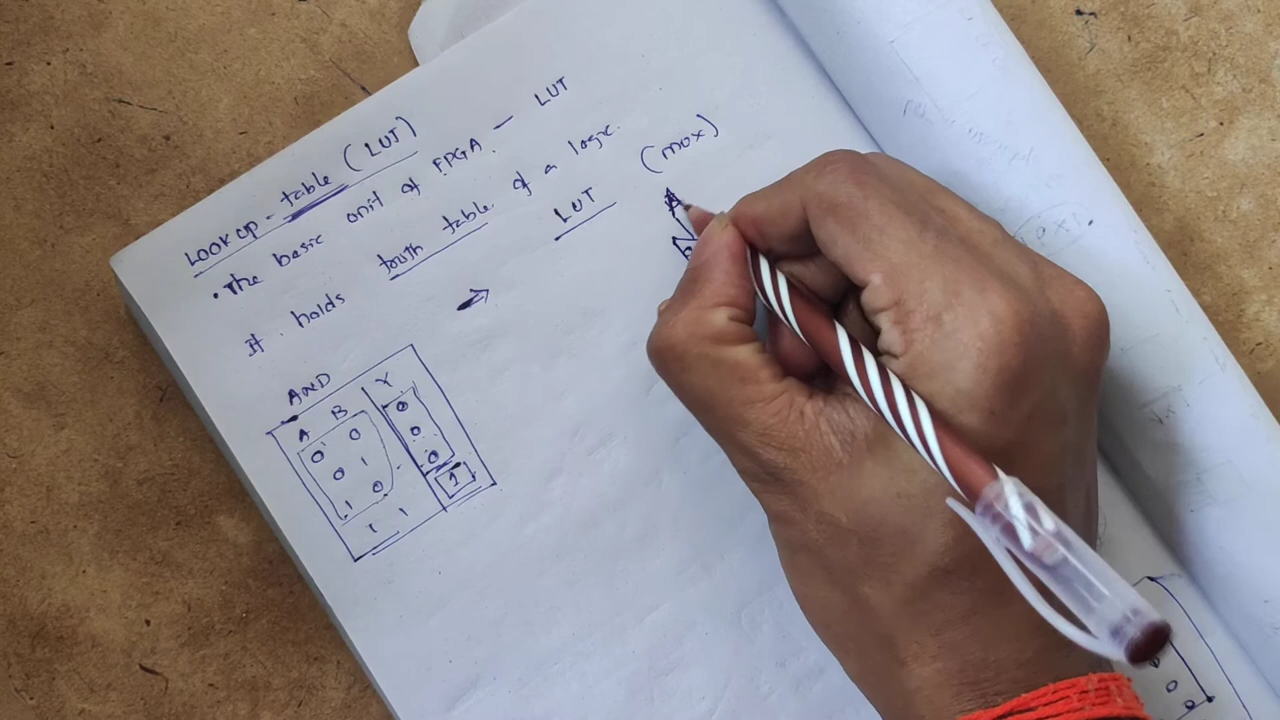 Look up - table (LUT)
• The basic unit of FPGA. — LUT
It holds truth table of a logic.
LUT (mux)
AND
A B Y
0 0 0
0 1 0
1 0 0
1 1 1
A